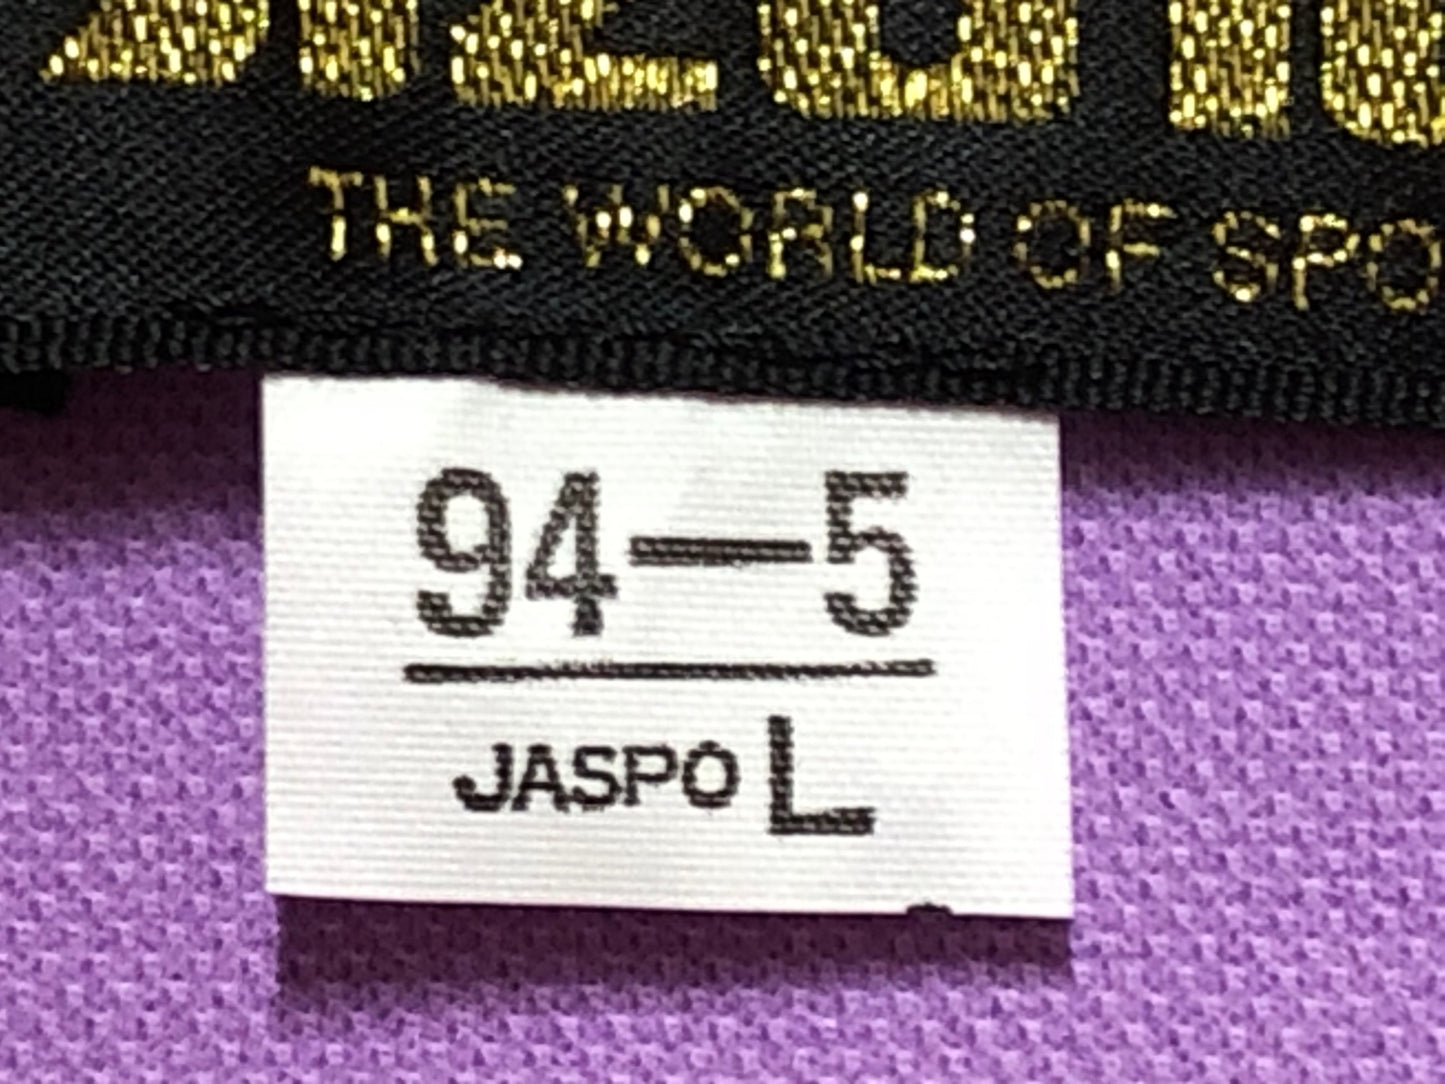 THE WORLD OF SPO
94—5
JASPO L